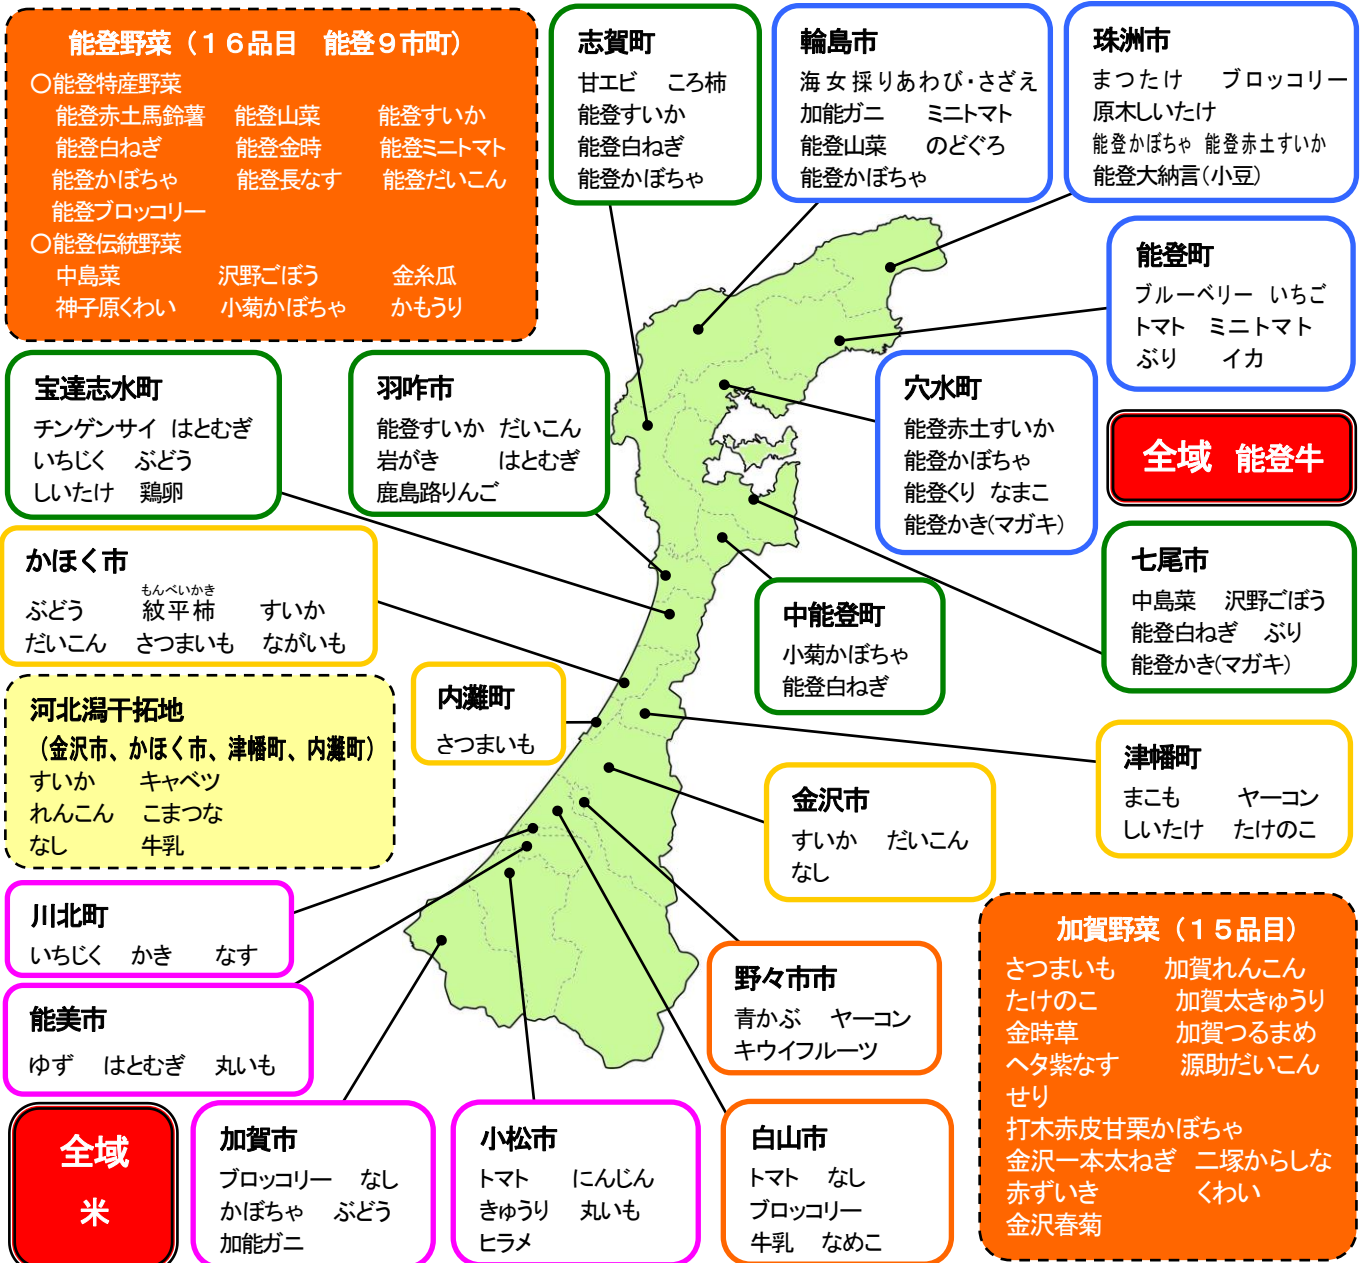 能登野菜（１６品目　能登９市町）
〇能登特産野菜
能登赤土馬鈴薯　能登山菜　能登すいか
能登白ねぎ　能登金時　能登ミニトマト
能登かぼちゃ　能登長なす　能登だいこん
能登ブロッコリー
〇能登伝統野菜
中島菜　沢野ごぼう　金糸瓜
神子原くわい　小菊かぼちゃ　かもうり
志賀町
甘エビ　ころ柿
能登すいか
能登白ねぎ
能登かぼちゃ
輪島市
海女採りあわび・さざえ
加能ガニ　ミニトマト
能登山菜　のどぐろ
能登かぼちゃ
珠洲市
まつたけ　ブロッコリー
原木しいたけ
能登かぼちゃ 能登赤土すいか
能登大納言(小豆)
能登町
ブルーベリー　いちご
トマト　ミニトマト
ぶり　イカ
宝達志水町
チンゲンサイ　はとむぎ
いちじく　ぶどう
しいたけ　鶏卵
羽咋市
能登すいか　だいこん
岩がき　はとむぎ
鹿島路りんご
穴水町
能登赤土すいか
能登かぼちゃ
能登くり　なまこ
能登かき(マガキ)
全域　能登牛
かほく市
もんべいかき
ぶどう　紋平柿　すいか
だいこん　さつまいも　ながいも
中能登町
小菊かぼちゃ
能登白ねぎ
七尾市
中島菜　沢野ごぼう
能登白ねぎ　ぶり
能登かき(マガキ)
河北潟干拓地
（金沢市、かほく市、津幡町、内灘町）
すいか　キャベツ
れんこん　こまつな
なし　牛乳
内灘町
さつまいも
津幡町
まこも　ヤーコン
しいたけ　たけのこ
金沢市
すいか　だいこん
なし
川北町
いちじく　かき　なす
能美市
ゆず　はとむぎ　丸いも
野々市市
青かぶ　ヤーコン
キウイフルーツ
加賀野菜（１５品目）
さつまいも　加賀れんこん
たけのこ　加賀太きゅうり
金時草　加賀つるまめ
ヘタ紫なす　源助だいこん
せり
打木赤皮甘栗かぼちゃ
金沢一本太ねぎ　二塚からしな
赤ずいき　くわい
金沢春菊
全域
米
加賀市
ブロッコリー　なし
かぼちゃ　ぶどう
加能ガニ
小松市
トマト　にんじん
きゅうり　丸いも
ヒラメ
白山市
トマト　なし
ブロッコリー
牛乳　なめこ